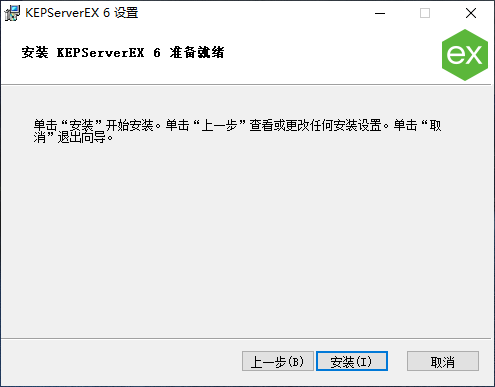 KEPServerEX 6 设置
安装 KEPServerEX 6 准备就绪
ex
单击“安装”开始安装。单击“上一步”查看或更改任何安装设置。单击“取
消”退出向导。
上一步(B)
安装(I)
取消